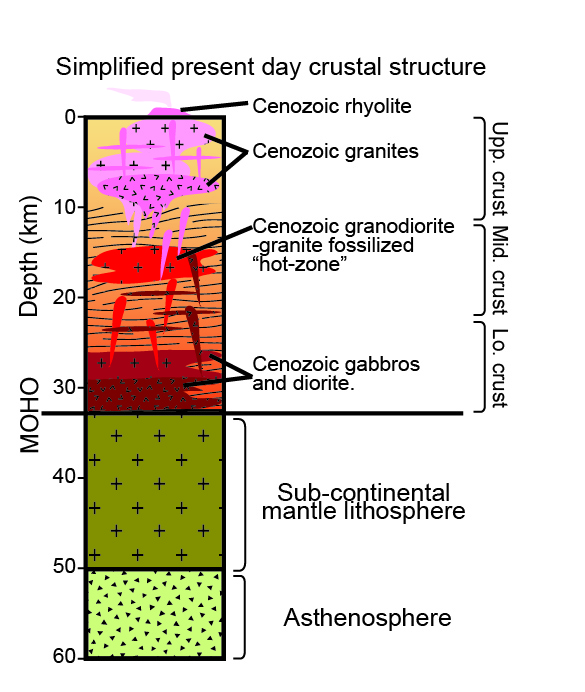 Simplified present day crustal structure
Cenozoic rhyolite
0
Cenozoic granites
Upp. crust
10
Cenozoic granodiorite
-granite fossilized
“hot-zone”
Mid. crust
Depth (km)
20
Cenozoic gabbros
and diorite.
Lo. crust
30
MOHO
40
Sub-continental
mantle lithosphere
50
Asthenosphere
60